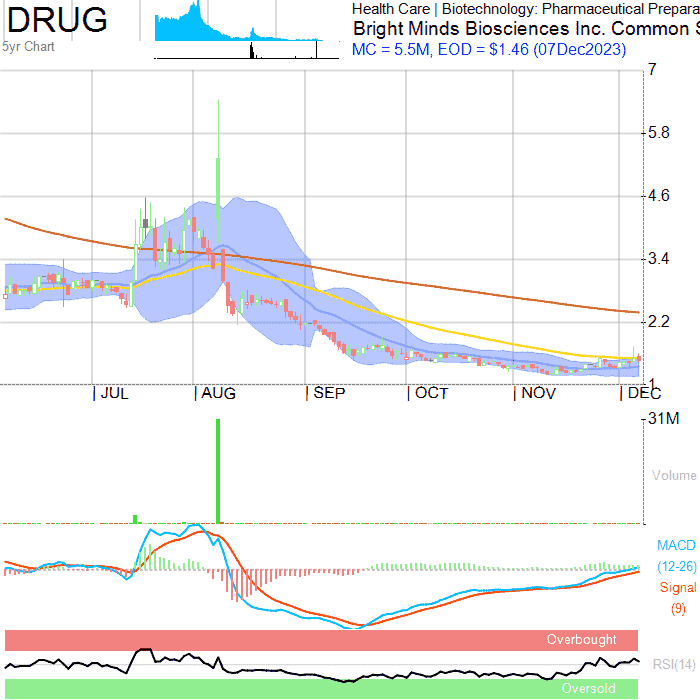 DRUG
5yr Chart
Health Care | Biotechnology: Pharmaceutical Prepara
Bright Minds Biosciences Inc. Common S
MC = 5.5M, EOD = $1.46 (07Dec2023)
7
5.8
4.6
3.4
2.2
1
| JUL | AUG | SEP | OCT | NOV | DEC
31M
Volume
MACD
(12-26)
Signal
(9)
Overbought
RSI(14)
Oversold